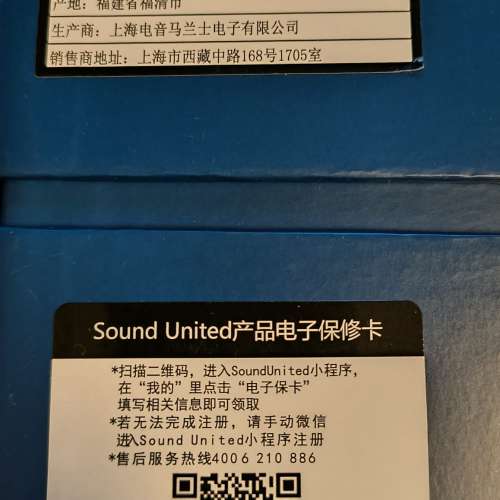 产地：福建省福清市
生产商：上海电音马兰士电子有限公司
销售商地址：上海市西藏中路168号1705室
Sound United产品电子保修卡
*扫描二维码，进入SoundUnited小程序，
在“我的”里点击“电子保卡”
填写相关信息即可领取
*若无法完成注册，请手动微信
进入Sound United小程序注册
*售后服务热线4006 210 886